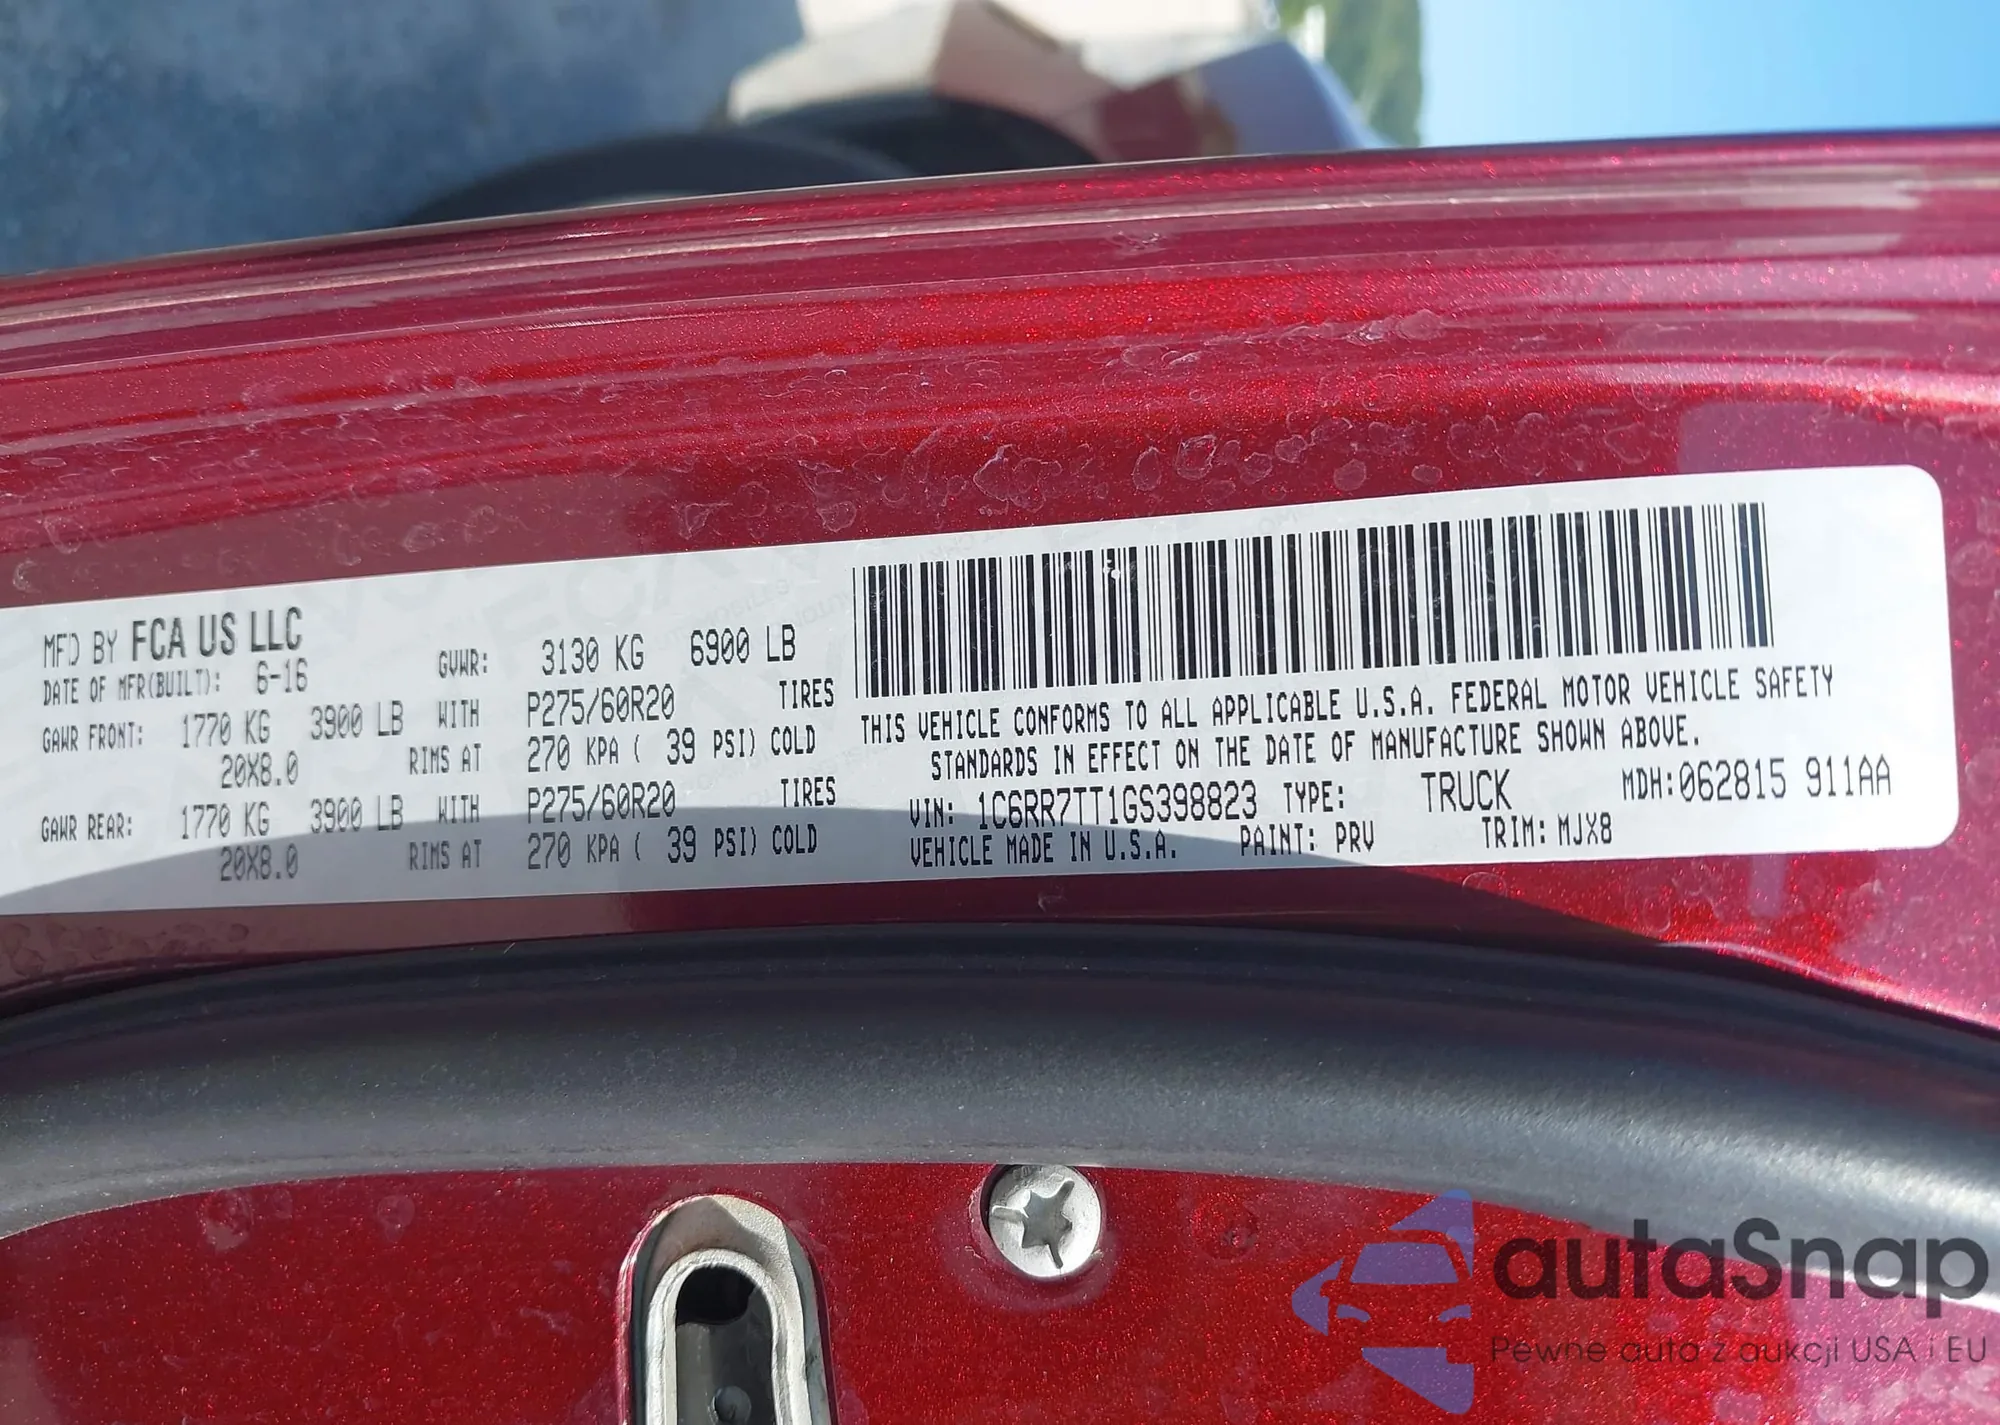 MFD BY FCA US LLC
DATE OF MFR(BUILT): 6-16 GVWR: 3130 KG 6900 LB
GAWR FRONT: 1770 KG 3900 LB WITH P275/60R20 TIRES
20X8.0 RIMS AT 270 KPA ( 39 PSI) COLD
GAWR REAR: 1770 KG 3900 LB WITH P275/60R20 TIRES
20X8.0 RIMS AT 270 KPA ( 39 PSI) COLD
THIS VEHICLE CONFORMS TO ALL APPLICABLE U.S.A. FEDERAL MOTOR VEHICLE SAFETY
STANDARDS IN EFFECT ON THE DATE OF MANUFACTURE SHOWN ABOVE.
VIN: 1C6RR7TT1GS398823 TYPE: TRUCK MDH:062815 911AA
VEHICLE MADE IN U.S.A. PAINT: PRV TRIM: MJX8
autaSnap
Pewne auta z aukcji USA i EU